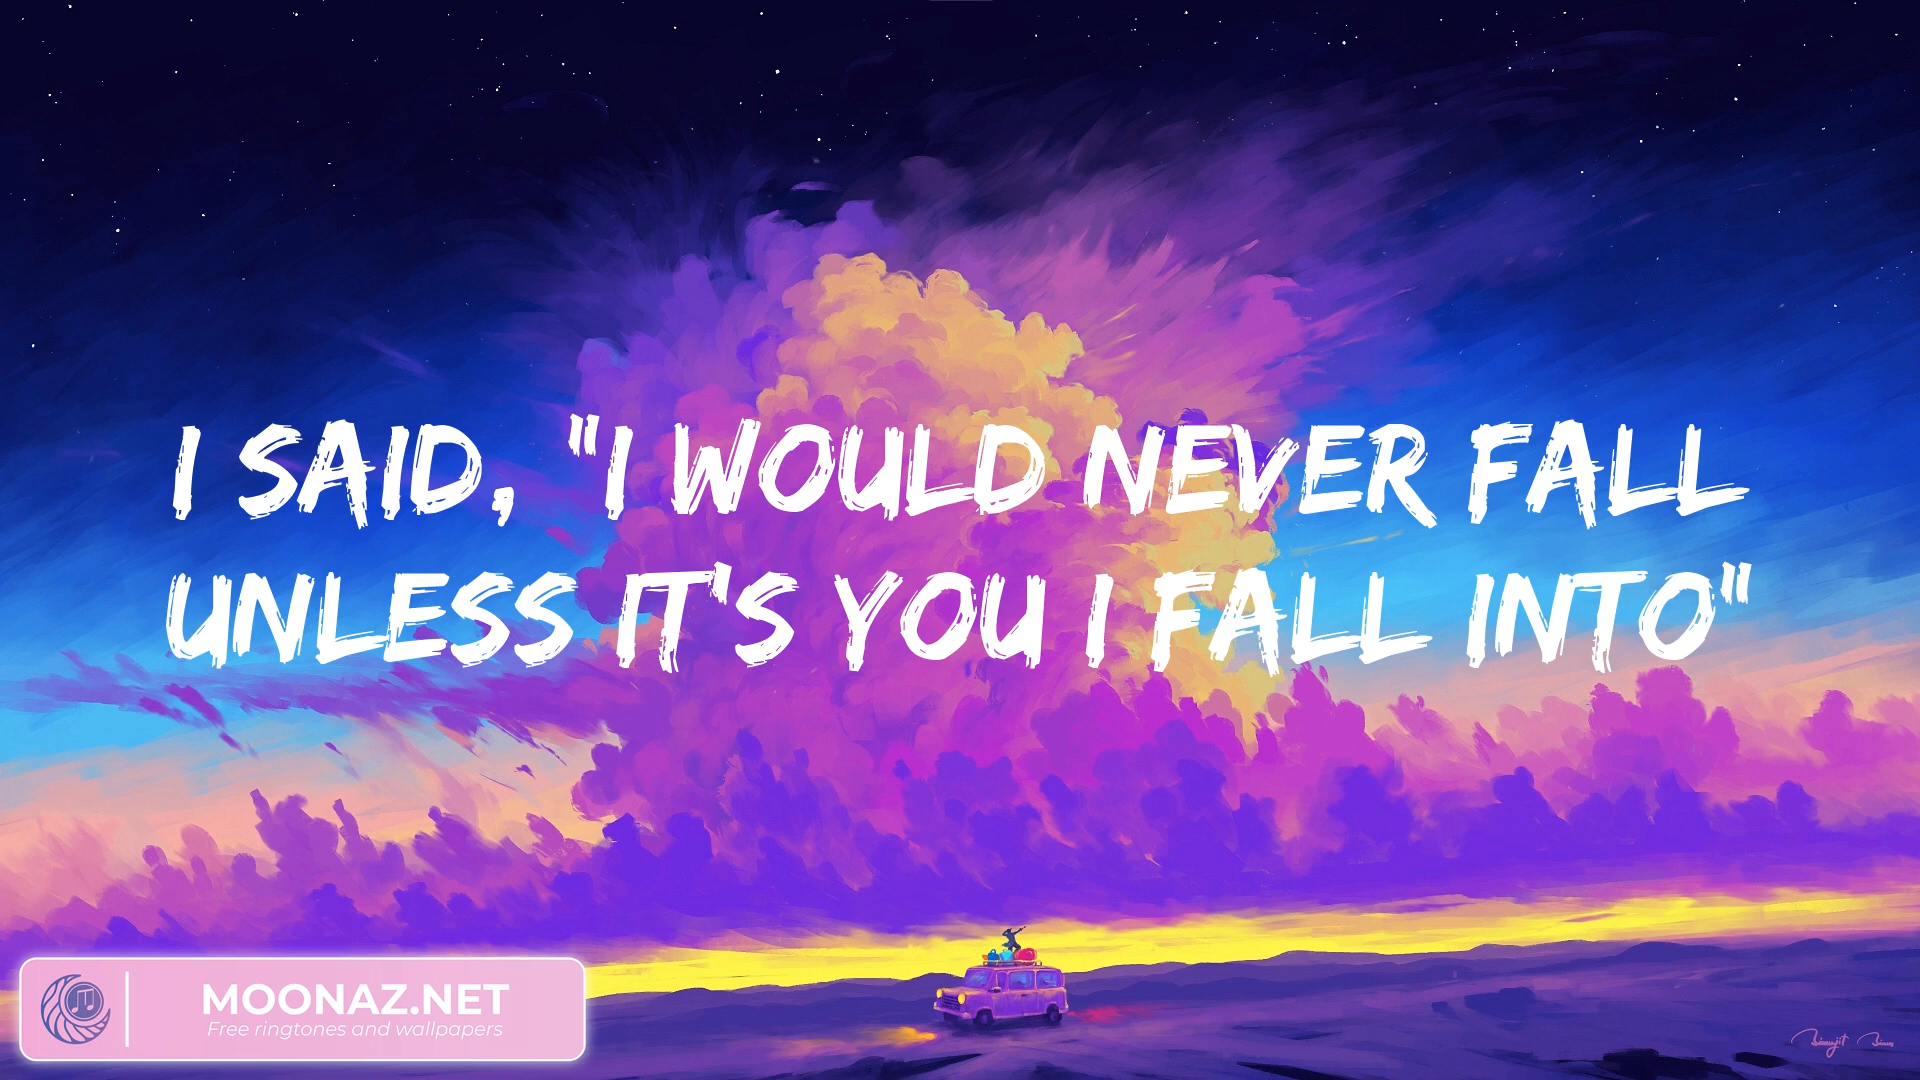 I SAID, "I WOULD NEVER FALL
UNLESS IT'S YOU I FALL INTO"
MOONAZ.NET
Free ringtones and wallpapers